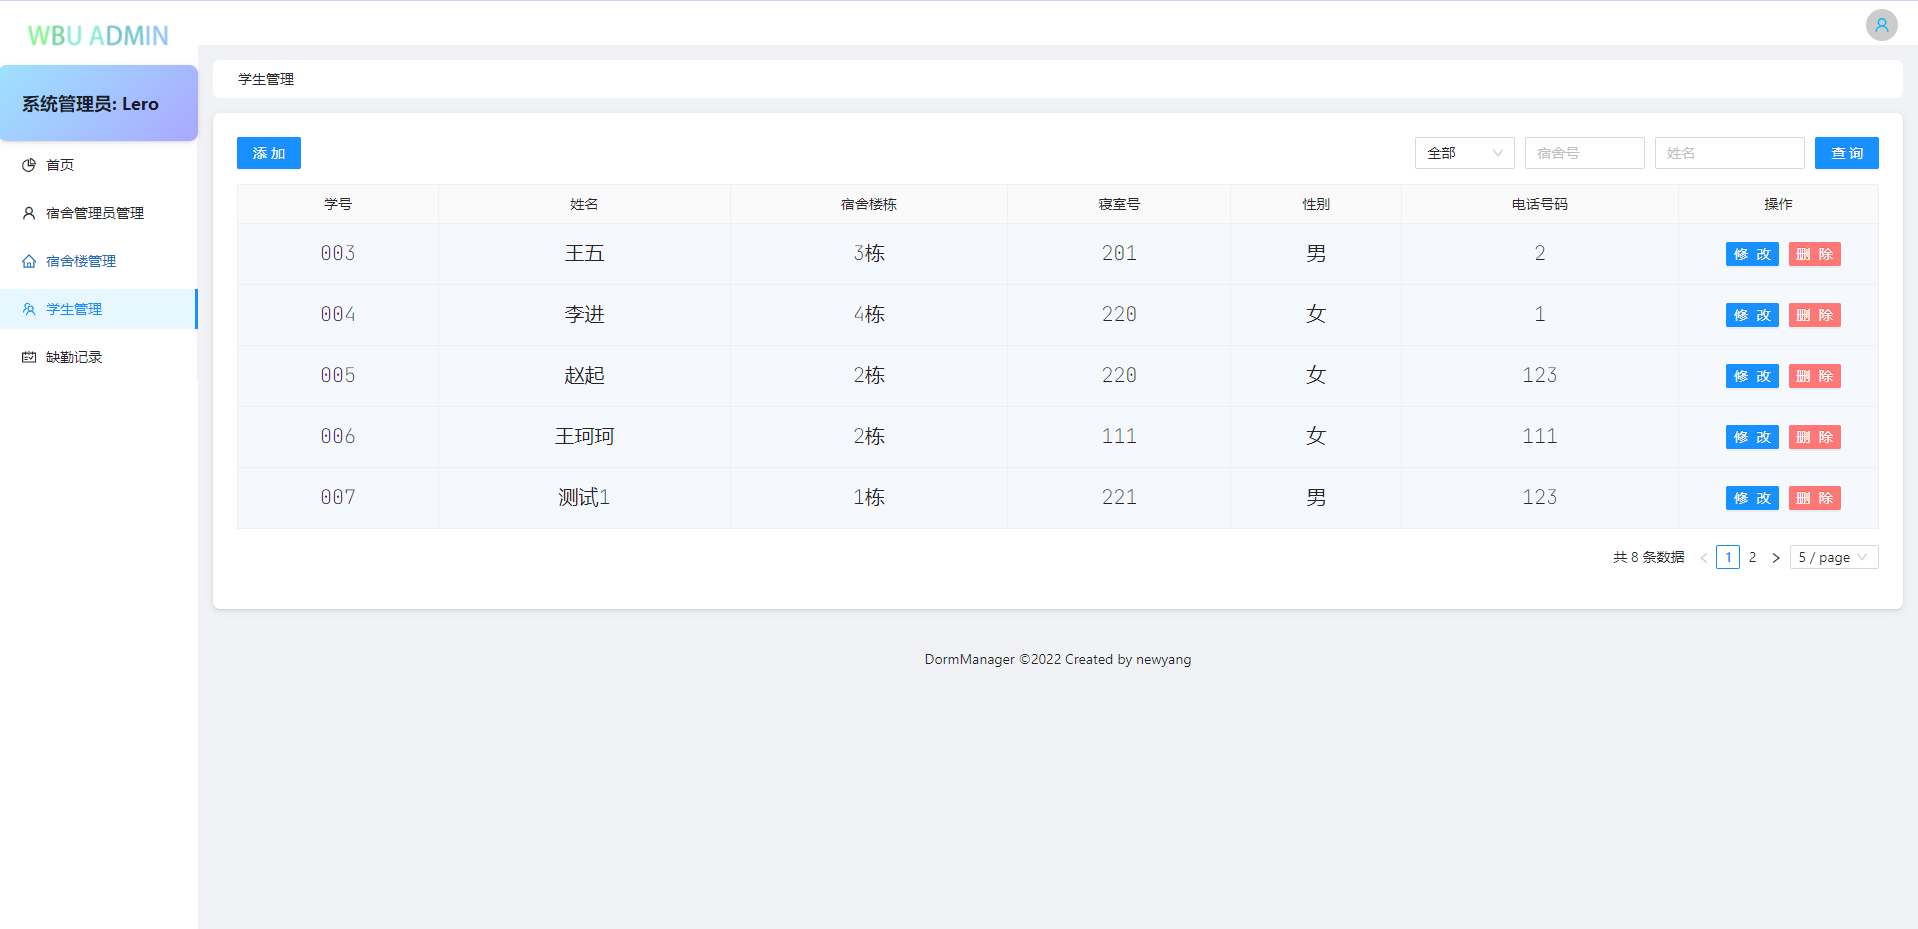 WBU ADMIN
系统管理员: Lero
首页
宿舍管理员管理
宿舍楼管理
学生管理
缺勤记录
学生管理
添 加 全部 宿舍号 姓名 查 询
学号 姓名 宿舍楼栋 寝室号 性别 电话号码 操作
003 王五 3栋 201 男 2 修 改 删 除
004 李进 4栋 220 女 1 修 改 删 除
005 赵起 2栋 220 女 123 修 改 删 除
006 王珂珂 2栋 111 女 111 修 改 删 除
007 测试1 1栋 221 男 123 修 改 删 除
共 8 条数据 < 1 2 > 5 / page
DormManager ©2022 Created by newyang